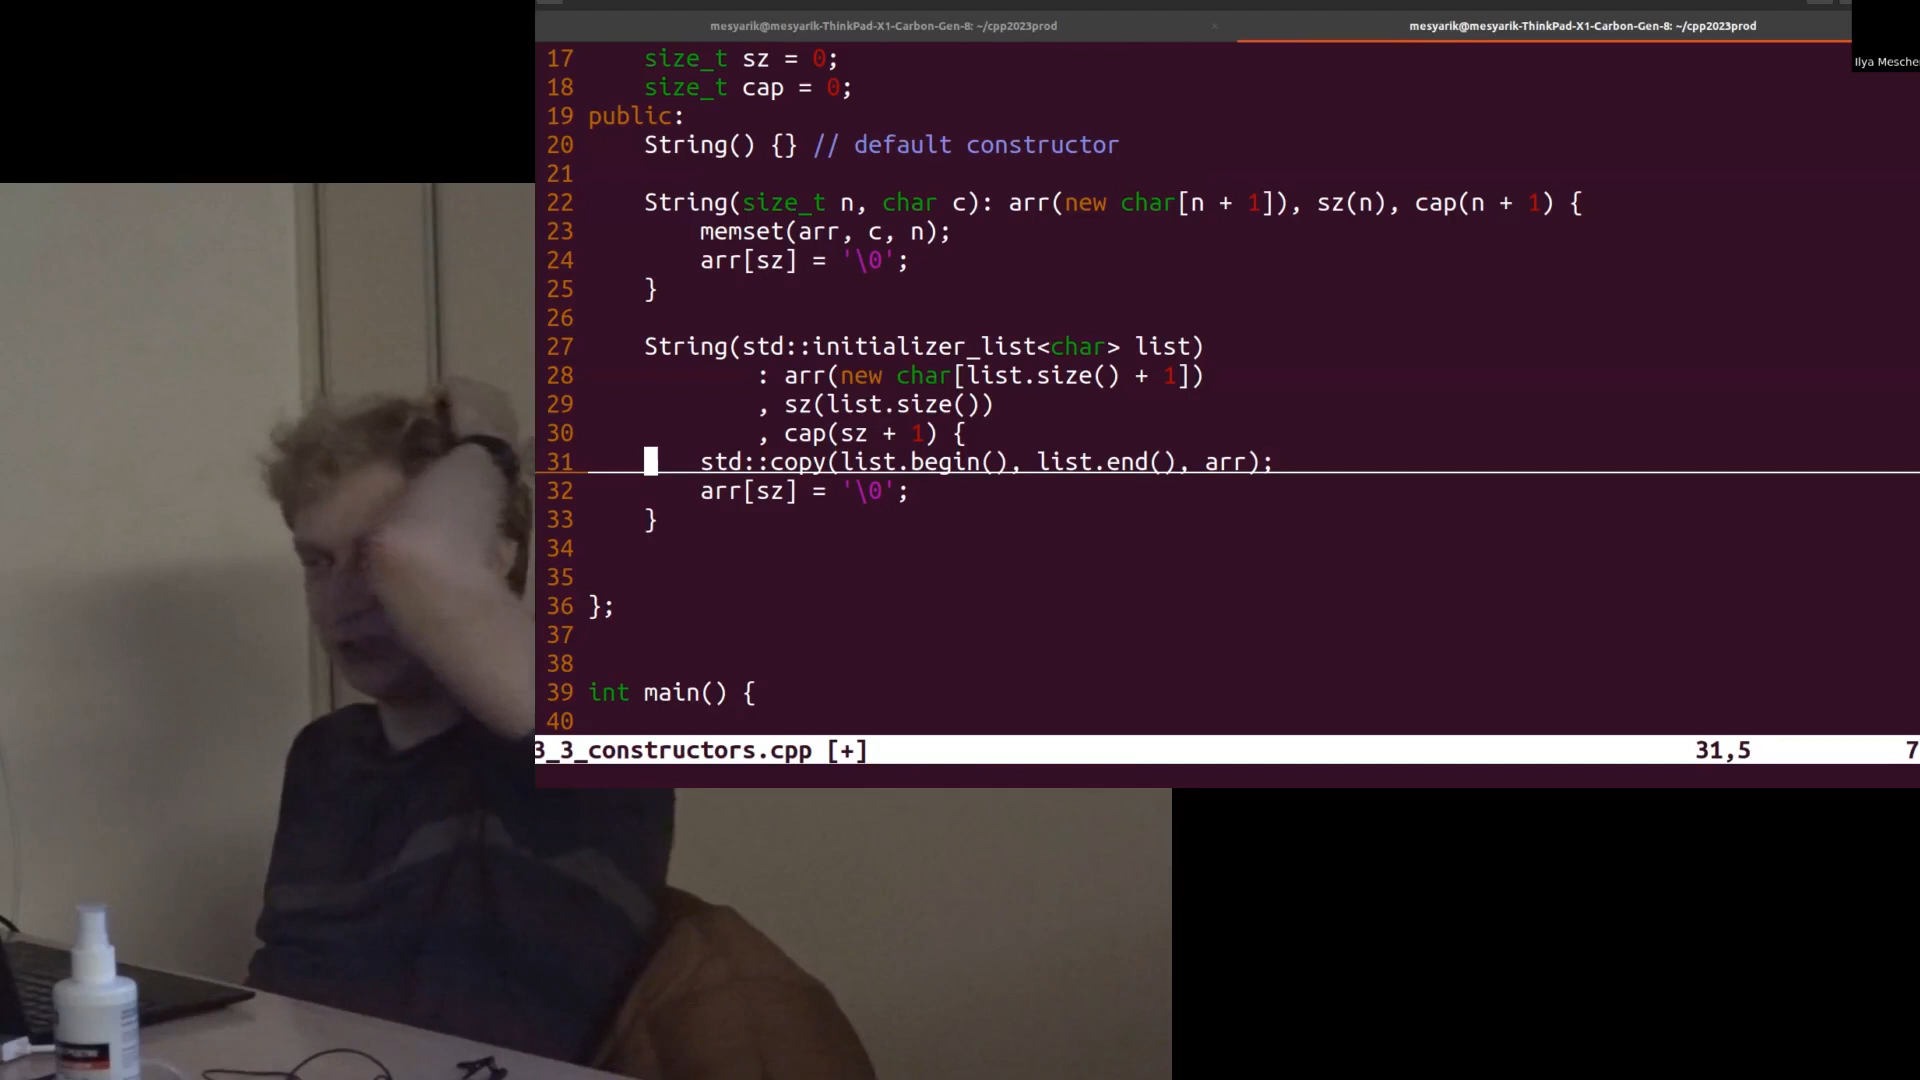 mesyarik@mesyarik-ThinkPad-X1-Carbon-Gen-8: ~/cpp2023prod
mesyarik@mesyarik-ThinkPad-X1-Carbon-Gen-8: ~/cpp2023prod
Ilya Mesche
17 size_t sz = 0;
18 size_t cap = 0;
19 public:
20 String() {} // default constructor
21
22 String(size_t n, char c): arr(new char[n + 1]), sz(n), cap(n + 1) {
23 memset(arr, c, n);
24 arr[sz] = '\0';
25 }
26
27 String(std::initializer_list<char> list)
28 : arr(new char[list.size() + 1])
29 , sz(list.size())
30 , cap(sz + 1) {
31 std::copy(list.begin(), list.end(), arr);
32 arr[sz] = '\0';
33 }
34
35
36 };
37
38
39 int main() {
40
3_3_constructors.cpp [+] 31,5 7